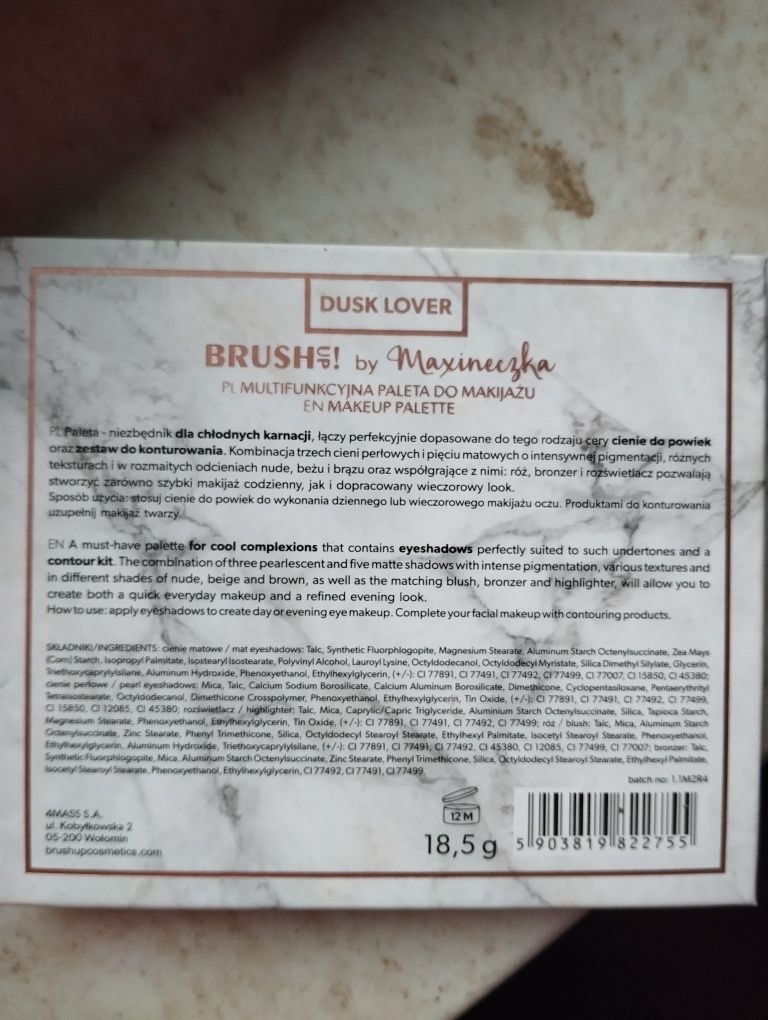 DUSK LOVER
BRUSH UP! by Maxineczka
PL MULTIFUNKCYJNA PALETA DO MAKIJAŻU
EN MAKEUP PALETTE
PL Paleta - niezbędnik dla chłodnych karnacji, łączy perfekcyjnie dopasowane do tego rodzaju cery cienie do powiek
oraz zestaw do konturowania. Kombinacja trzech cieni perłowych i pięciu matowych o intensywnej pigmentacji, różnych
teksturach i w rozmaitych odcieniach nude, beżu i brązu oraz współgrające z nimi: róż, bronzer i rozświetlacz pozwalają
stworzyć zarówno szybki makijaż codzienny, jak i dopracowany wieczorowy look.
Sposób użycia: stosuj cienie do powiek do wykonania dziennego lub wieczorowego makijażu oczu. Produktami do konturowania
uzupełnij makijaż twarzy.
EN A must-have palette for cool complexions that contains eyeshadows perfectly suited to such undertones and a
contour kit. The combination of three pearlescent and five matte shadows with intense pigmentation, various textures and
in different shades of nude, beige and brown, as well as the matching blush, bronzer and highlighter, will allow you to
create both a quick everyday makeup and a refined evening look.
How to use: apply eyeshadows to create day or evening eye makeup. Complete your facial makeup with contouring products.
SKŁADNIKI/INGREDIENTS: cienie matowe / mat eyeshadows: Talc, Synthetic Fluorphlogopite, Magnesium Stearate, Aluminum Starch Octenylsuccinate, Zea Mays
(Corn) Starch, Isopropyl Palmitate, Isostearyl Isostearate, Polyvinyl Alcohol, Lauroyl Lysine, Octyldodecanol, Octyldodecyl Myristate, Silica Dimethyl Silylate, Glycerin,
Triethoxycaprylylsilane, Aluminum Hydroxide, Phenoxyethanol, Ethylhexylglycerin, (+/-): CI 77891, CI 77491, CI 77492, CI 77499, CI 77007, CI 15850, CI 45380;
cienie perłowe / pearl eyeshadows: Mica, Talc, Calcium Sodium Borosilicate, Calcium Aluminum Borosilicate, Dimethicone, Cyclopentasiloxane, Pentaerythrityl
Tetraisostearate, Octyldodecanol, Dimethicone Crosspolymer, Phenoxyethanol, Ethylhexylglycerin, Tin Oxide, (+/-): CI 77891, CI 77491, CI 77492, CI 77499,
CI 15850, CI 12085, CI 45380; rozświetlacz / highlighter: Talc, Mica, Caprylic/Capric Triglyceride, Aluminium Starch Octenylsuccinate, Silica, Tapioca Starch,
Magnesium Stearate, Phenoxyethanol, Ethylhexylglycerin, Tin Oxide, (+/-): CI 77891, CI 77491, CI 77492, CI 77499; róż / blush: Talc, Mica, Aluminum Starch
Octenylsuccinate, Zinc Stearate, Phenyl Trimethicone, Silica, Octyldodecyl Stearoyl Stearate, Ethylhexyl Palmitate, Isocetyl Stearoyl Stearate, Phenoxyethanol,
Ethylhexylglycerin, Aluminum Hydroxide, Triethoxycaprylylsilane, (+/-): CI 77891, CI 77491, CI 77492, CI 45380, CI 12085, CI 77499, CI 77007; bronzer: Talc,
Synthetic Fluorphlogopite, Mica, Aluminum Starch Octenylsuccinate, Zinc Stearate, Phenyl Trimethicone, Silica, Octyldodecyl Stearoyl Stearate, Ethylhexyl Palmitate,
Isocetyl Stearoyl Stearate, Phenoxyethanol, Ethylhexylglycerin, CI 77492, CI 77491, CI 77499.
batch no: 1.1M2R4
4MASS S.A.
ul. Kobyłkowska 2
05-200 Wołomin
brushupcosmetics.com
12 M
18,5 g
5 903819 822755